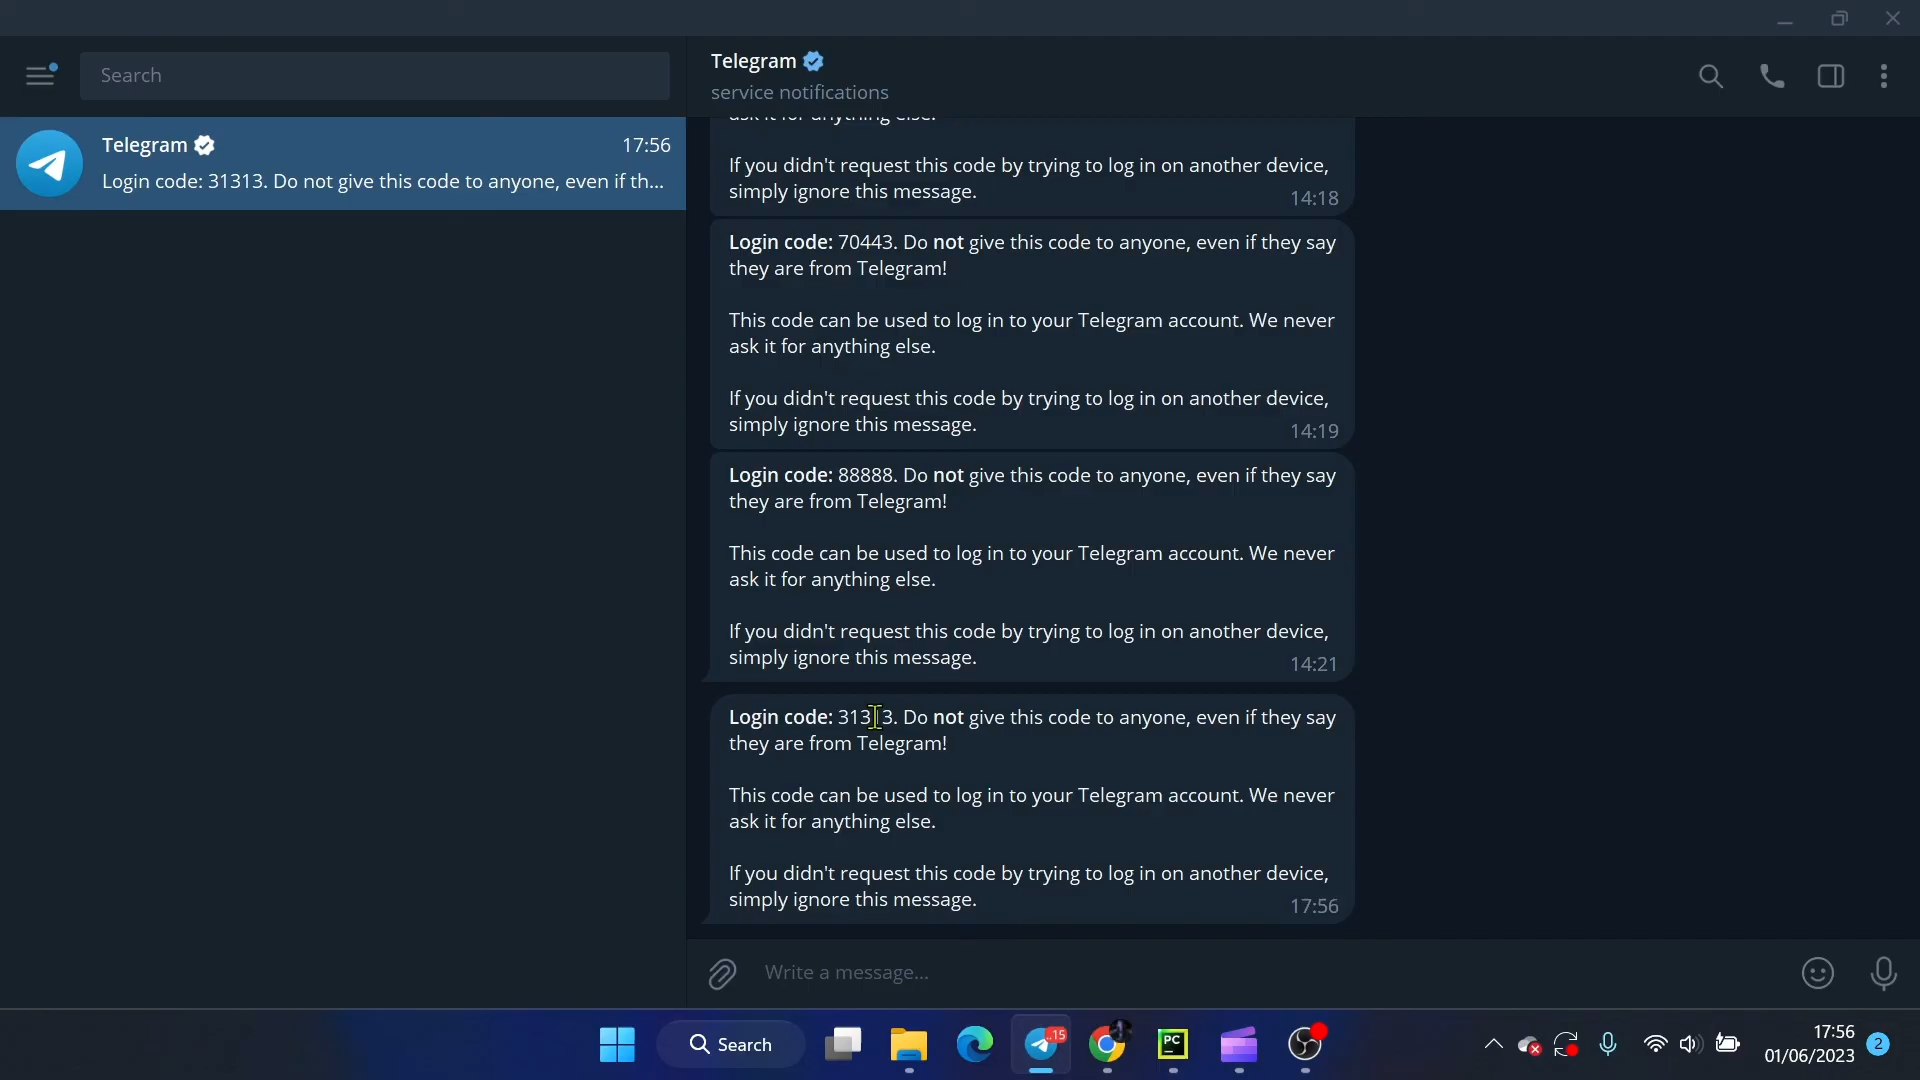 Search
Telegram
17:56
Login code: 31313. Do not give this code to anyone, even if th...
Telegram
service notifications
ask it for anything else.
If you didn't request this code by trying to log in on another device,
simply ignore this message.
14:18
Login code: 70443. Do not give this code to anyone, even if they say
they are from Telegram!
This code can be used to log in to your Telegram account. We never
ask it for anything else.
If you didn't request this code by trying to log in on another device,
simply ignore this message.
14:19
Login code: 88888. Do not give this code to anyone, even if they say
they are from Telegram!
This code can be used to log in to your Telegram account. We never
ask it for anything else.
If you didn't request this code by trying to log in on another device,
simply ignore this message.
14:21
Login code: 31313. Do not give this code to anyone, even if they say
they are from Telegram!
This code can be used to log in to your Telegram account. We never
ask it for anything else.
If you didn't request this code by trying to log in on another device,
simply ignore this message.
17:56
Write a message...
Search
..15
PC
17:56
01/06/2023
2